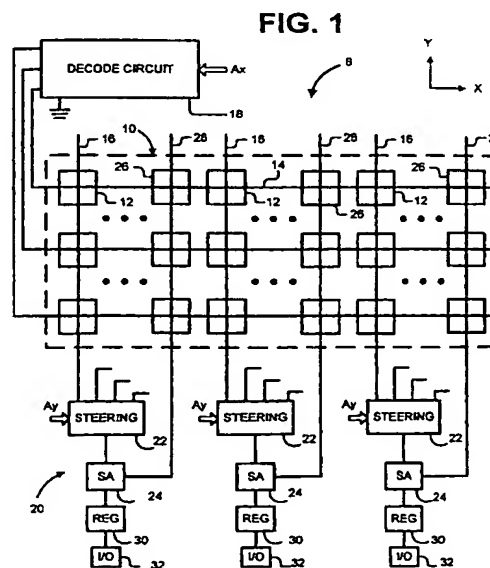 FIG. 1
DECODE CIRCUIT
Ax
18
8
Y
X
16 10 28 16 28 16
26 14 26
12 12 26 12
Ay STEERING Ay STEERING Ay STEERING
22 22 22
20
SA SA SA
24 24 24
REG REG REG
30 30 30
I/O I/O I/O
32 32 32